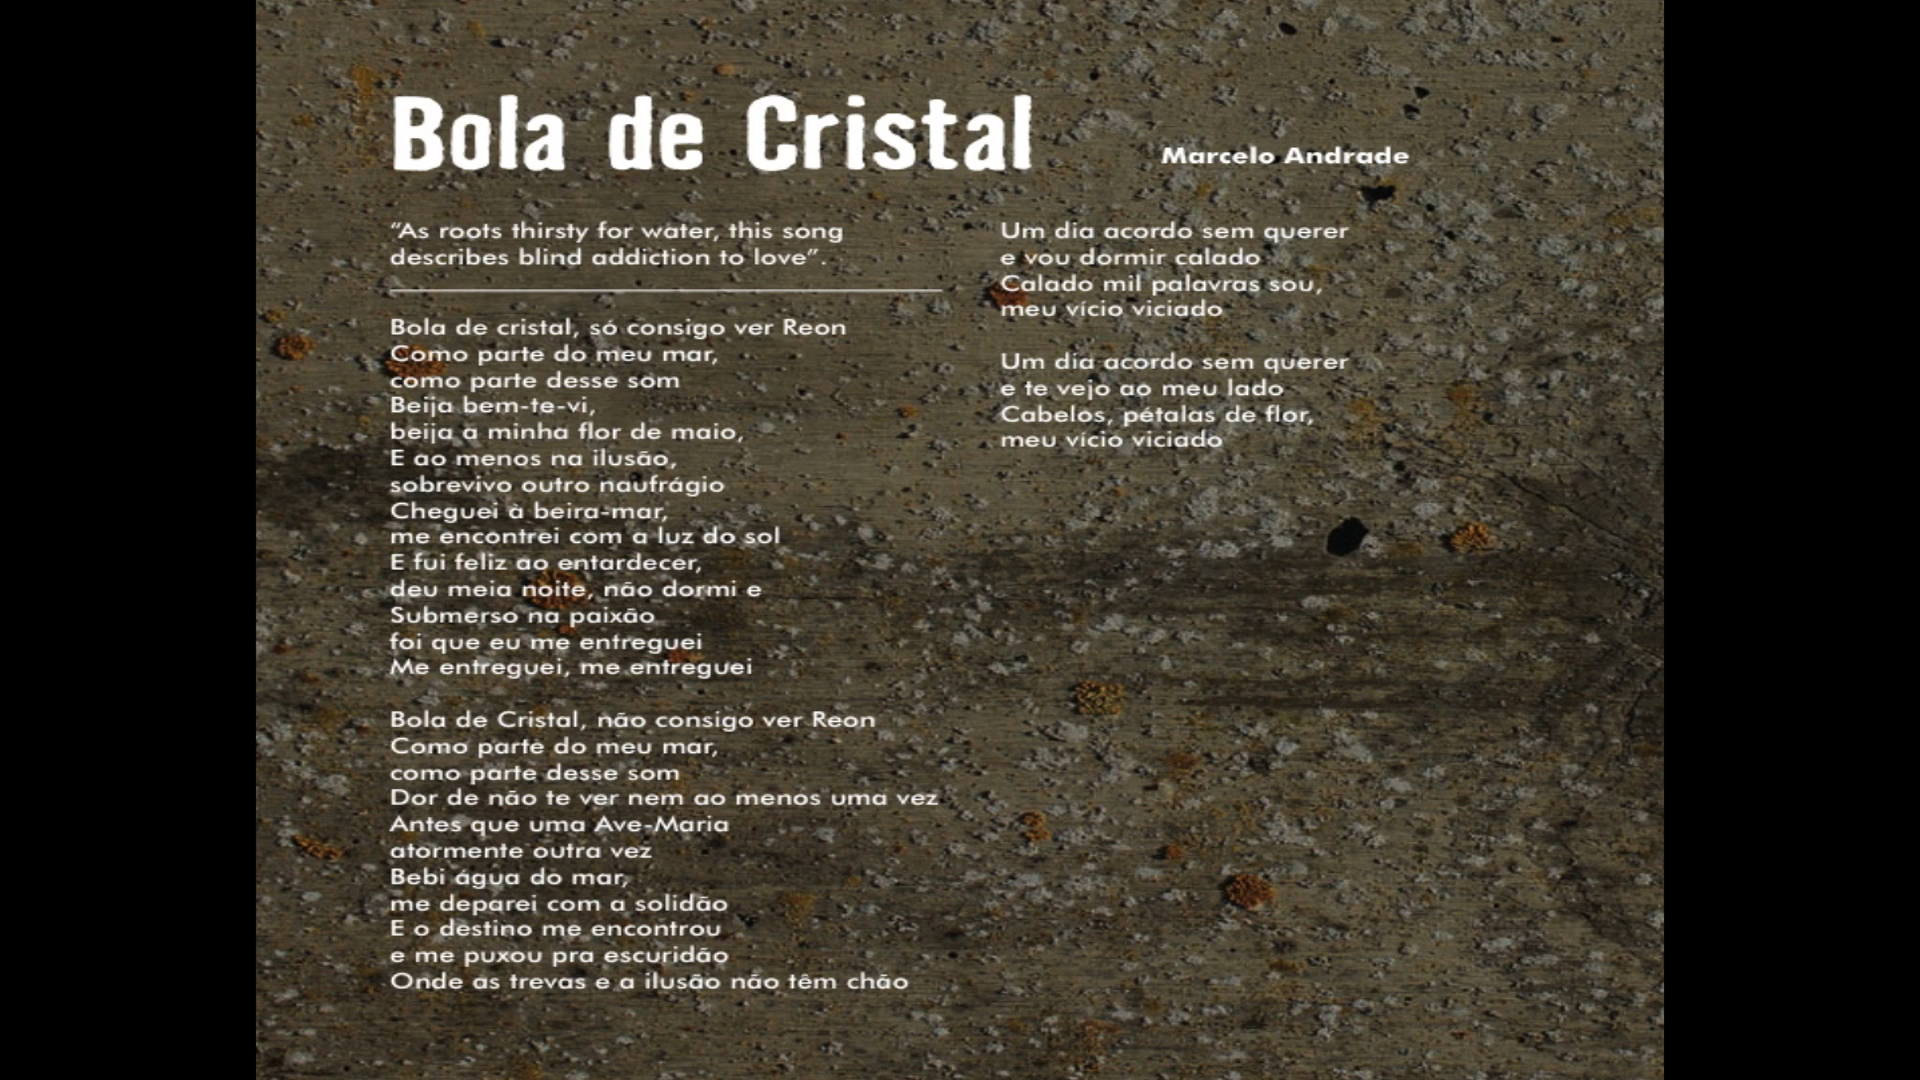 Bola de Cristal
Marcelo Andrade
“As roots thirsty for water, this song
describes blind addiction to love”.
Bola de cristal, só consigo ver Reon
Como parte do meu mar,
como parte desse som
Beija bem-te-vi,
beija a minha flor de maio,
E ao menos na ilusão,
sobrevivo outro naufrágio
Cheguei à beira-mar,
me encontrei com a luz do sol
E fui feliz ao entardecer,
deu meia noite, não dormi e
Submerso na paixão
foi que eu me entreguei
Me entreguei, me entreguei
Bola de Cristal, não consigo ver Reon
Como parte do meu mar,
como parte desse som
Dor de não te ver nem ao menos uma vez
Antes que uma Ave-Maria
atormente outra vez
Bebi água do mar,
me deparei com a solidão
E o destino me encontrou
e me puxou pra escuridão
Onde as trevas e a ilusão não têm chão
Um dia acordo sem querer
e vou dormir calado
Calado mil palavras sou,
meu vício viciado
Um dia acordo sem querer
e te vejo ao meu lado
Cabelos, pétalas de flor,
meu vício viciado